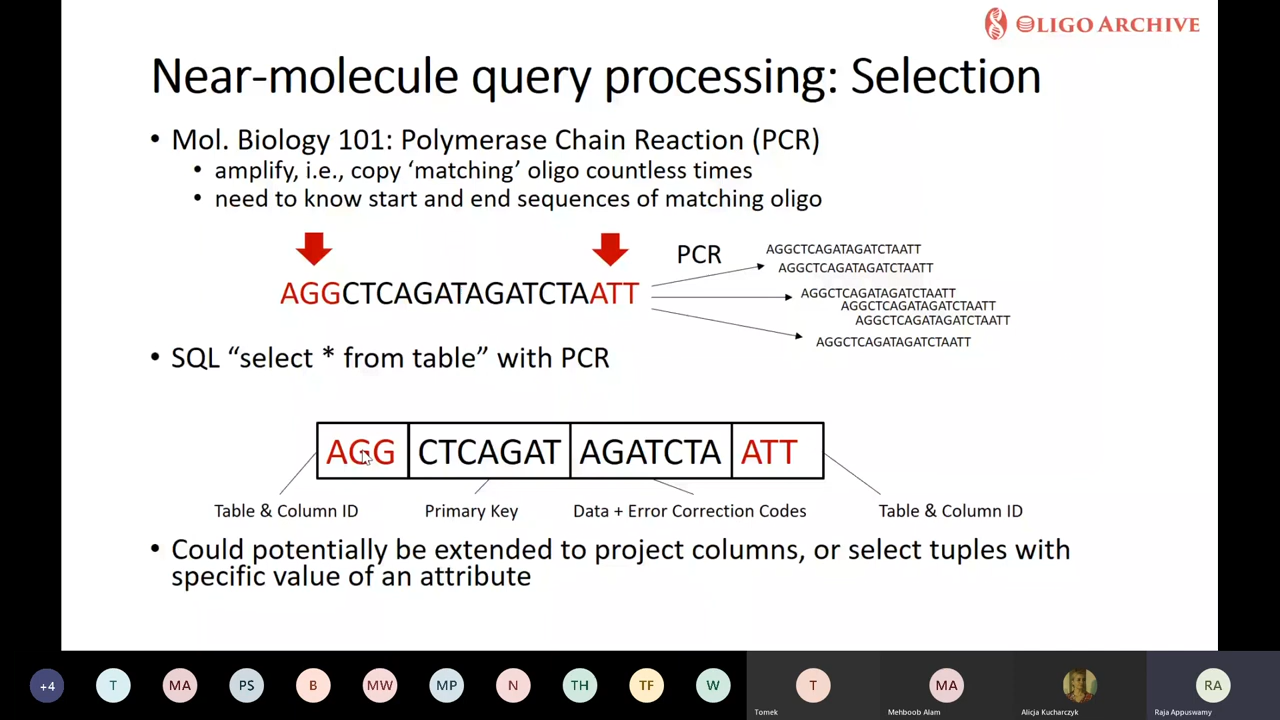 OLIGO ARCHIVE
Near-molecule query processing: Selection
• Mol. Biology 101: Polymerase Chain Reaction (PCR)
• amplify, i.e., copy ‘matching’ oligo countless times
• need to know start and end sequences of matching oligo
PCR
AGGCTCAGATAGATCTAATT
AGGCTCAGATAGATCTAATT
AGGCTCAGATAGATCTAATT
AGGCTCAGATAGATCTAATT
AGGCTCAGATAGATCTAATT
AGGCTCAGATAGATCTAATT
AGGCTCAGATAGATCTAATT
• SQL “select * from table” with PCR
AGG CTCAGAT AGATCTA ATT
Table & Column ID Primary Key Data + Error Correction Codes Table & Column ID
• Could potentially be extended to project columns, or select tuples with
specific value of an attribute
+4 T MA PS B MW MP N TH TF W T MA RA
Tomek Mehboob Alam Alicja Kucharczyk Raja Appuswamy